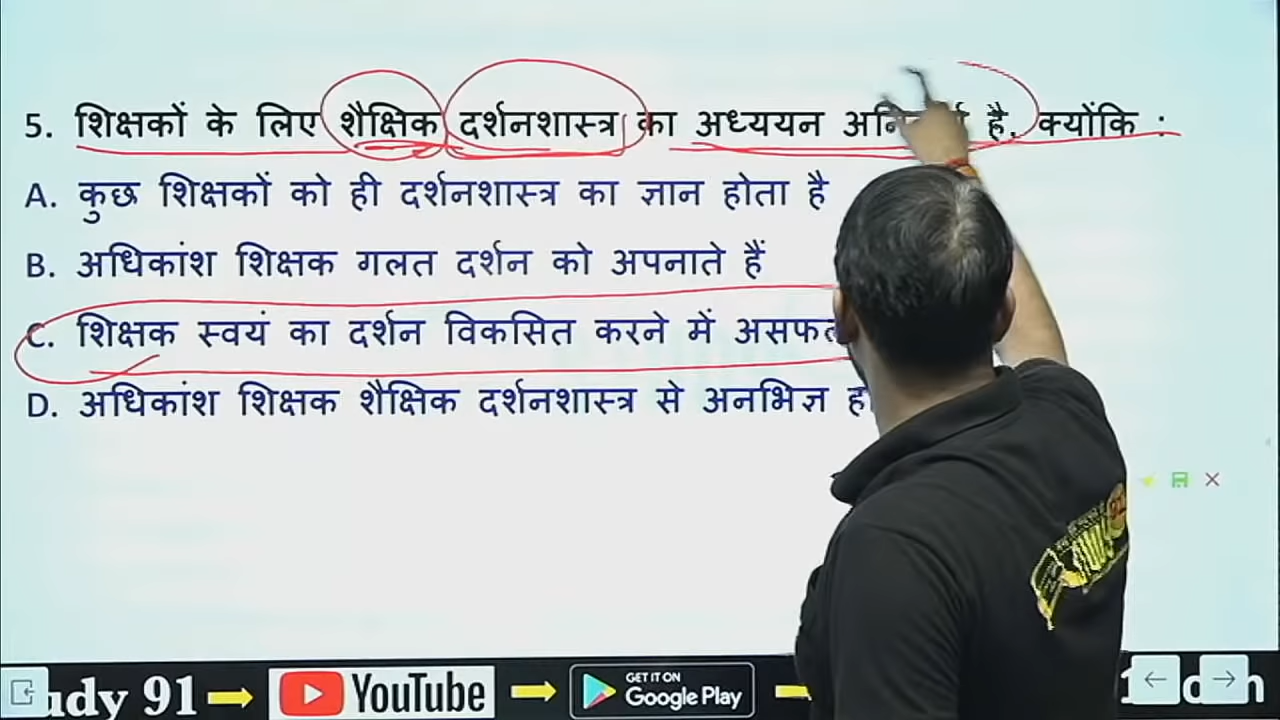 5. शिक्षकों के लिए शैक्षिक दर्शनशास्त्र का अध्ययन है, क्योंकि :
A. कुछ शिक्षकों को ही दर्शनशास्त्र का ज्ञान होता है
B. अधिकांश शिक्षक गलत दर्शन को अपनाते हैं
C. शिक्षक स्वयं का दर्शन विकसित करने में
D. अधिकांश शिक्षक शैक्षिक दर्शनशास्त्र से अनभिज्ञ
91 YouTube GET IT ON
Google Play